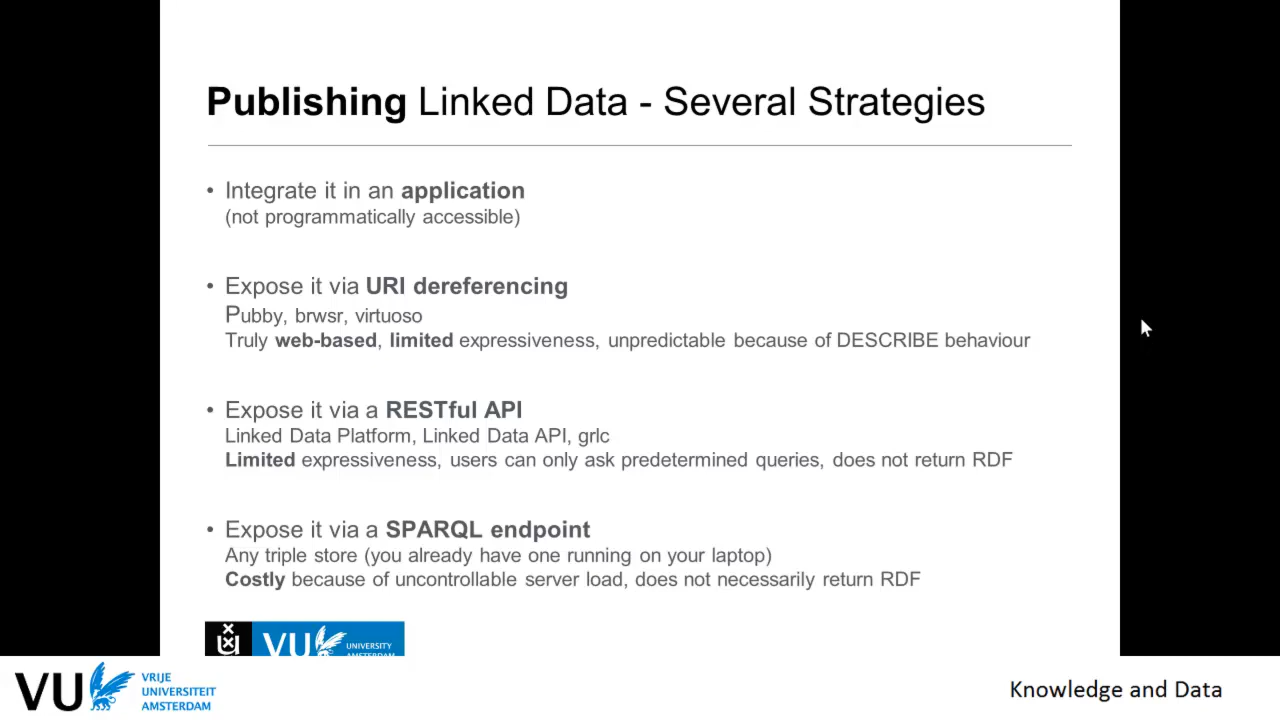 Publishing Linked Data - Several Strategies
• Integrate it in an application
(not programmatically accessible)
• Expose it via URI dereferencing
Pubby, brwsr, virtuoso
Truly web-based, limited expressiveness, unpredictable because of DESCRIBE behaviour
• Expose it via a RESTful API
Linked Data Platform, Linked Data API, grlc
Limited expressiveness, users can only ask predetermined queries, does not return RDF
• Expose it via a SPARQL endpoint
Any triple store (you already have one running on your laptop)
Costly because of uncontrollable server load, does not necessarily return RDF
VU UNIVERSITY
AMSTERDAM
VU VRIJE
UNIVERSITEIT
AMSTERDAM
Knowledge and Data